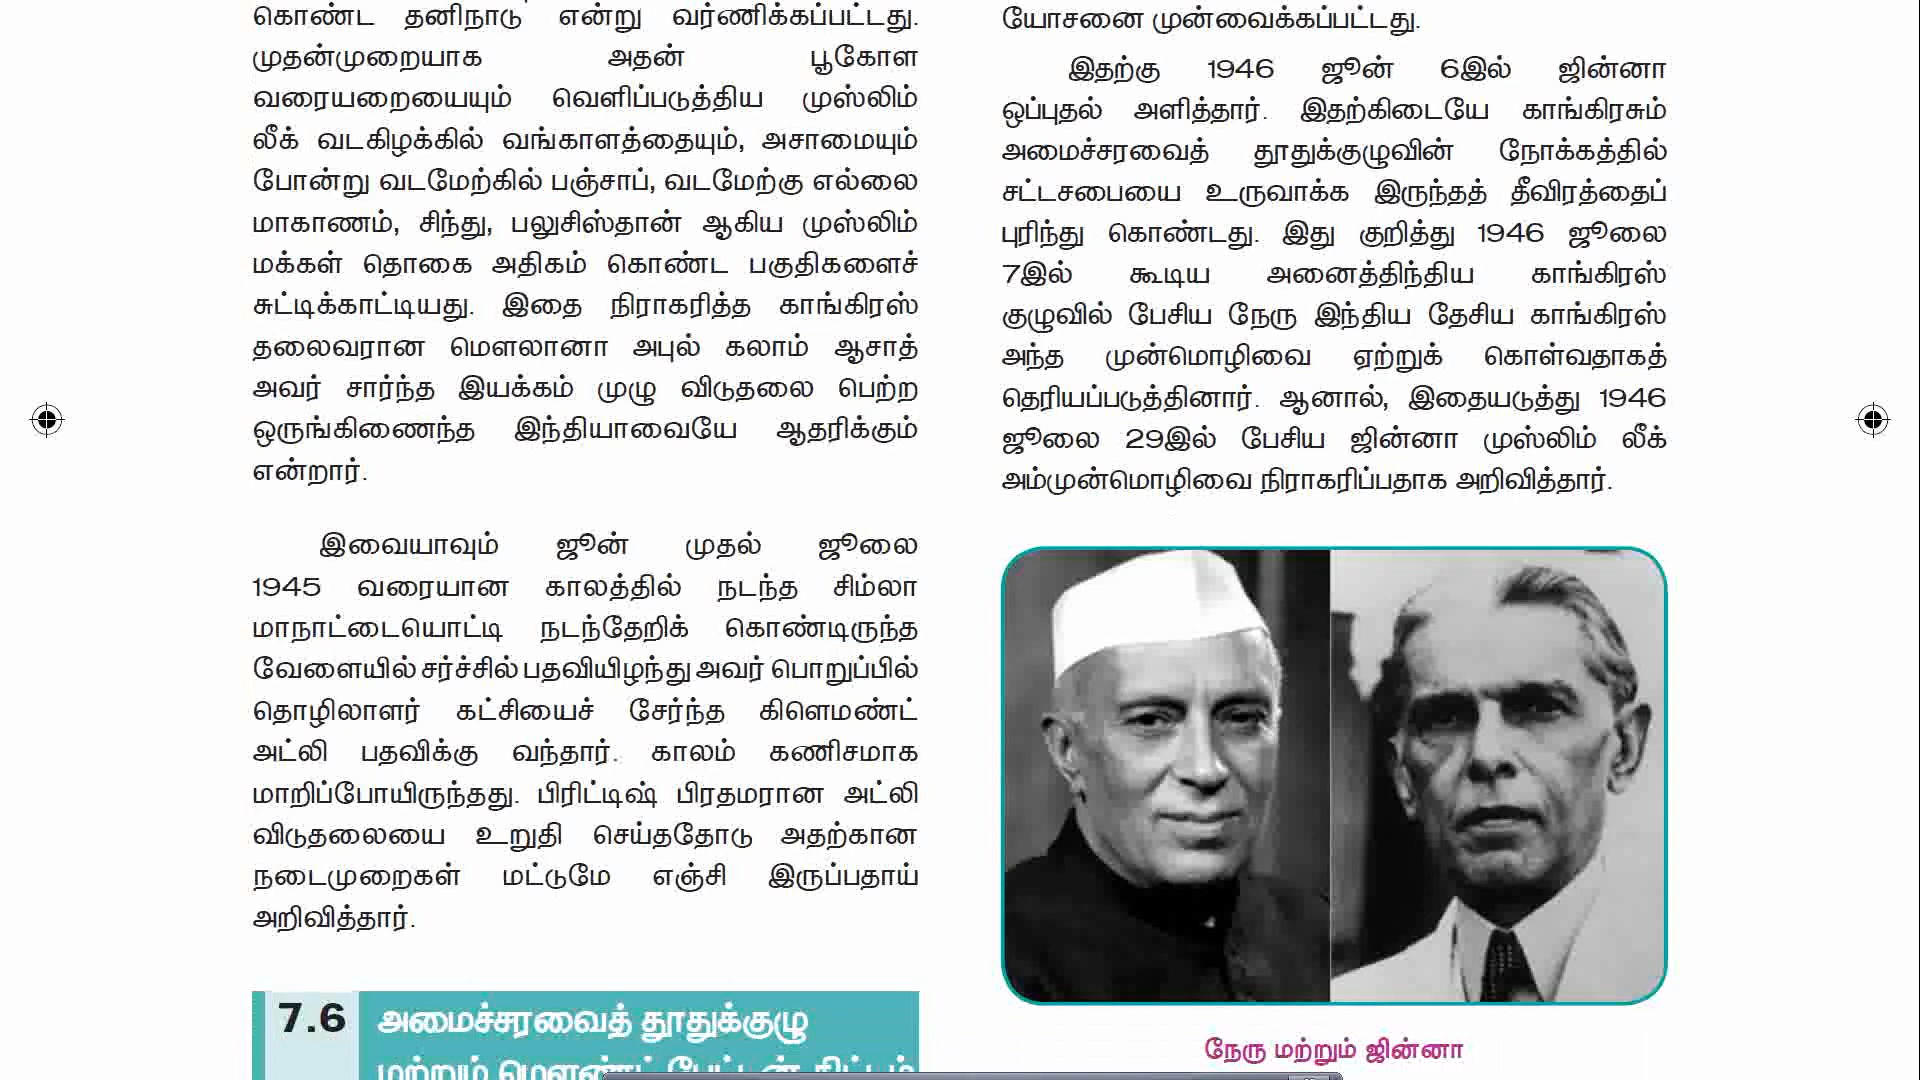 கொண்ட தனிநாடு என்று வர்ணிக்கப்பட்டது.
முதன்முறையாக அதன் பூகோள
வரையறையையும் வெளிப்படுத்திய முஸ்லிம்
லீக் வடகிழக்கில் வங்காளத்தையும், அசாமையும்
போன்று வடமேற்கில் பஞ்சாப், வடமேற்கு எல்லை
மாகாணம், சிந்து, பலுசிஸ்தான் ஆகிய முஸ்லிம்
மக்கள் தொகை அதிகம் கொண்ட பகுதிகளைச்
சுட்டிக்காட்டியது. இதை நிராகரித்த காங்கிரஸ்
தலைவரான மௌலானா அபுல் கலாம் ஆசாத்
அவர் சார்ந்த இயக்கம் முழு விடுதலை பெற்ற
ஒருங்கிணைந்த இந்தியாவையே ஆதரிக்கும்
என்றார்.
இவையாவும் ஜூன் முதல் ஜூலை
1945 வரையான காலத்தில் நடந்த சிம்லா
மாநாட்டையொட்டி நடந்தேறிக் கொண்டிருந்த
வேளையில் சர்ச்சில் பதவியிழந்து அவர் பொறுப்பில்
தொழிலாளர் கட்சியைச் சேர்ந்த கிளெமண்ட்
அட்லி பதவிக்கு வந்தார். காலம் கணிசமாக
மாறிப்போயிருந்தது. பிரிட்டிஷ் பிரதமரான அட்லி
விடுதலையை உறுதி செய்ததோடு அதற்கான
நடைமுறைகள் மட்டுமே எஞ்சி இருப்பதாய்
அறிவித்தார்.
7.6 அமைச்சரவைத் தூதுக்குழு
மற்றும் மௌண்ட் பேட்டன் திட்டம்
யோசனை முன்வைக்கப்பட்டது.
இதற்கு 1946 ஜூன் 6இல் ஜின்னா
ஒப்புதல் அளித்தார். இதற்கிடையே காங்கிரசும்
அமைச்சரவைத் தூதுக்குழுவின் நோக்கத்தில்
சட்டசபையை உருவாக்க இருந்தத் தீவிரத்தைப்
புரிந்து கொண்டது. இது குறித்து 1946 ஜூலை
7இல் கூடிய அனைத்திந்திய காங்கிரஸ்
குழுவில் பேசிய நேரு இந்திய தேசிய காங்கிரஸ்
அந்த முன்மொழிவை ஏற்றுக் கொள்வதாகத்
தெரியப்படுத்தினார். ஆனால், இதையடுத்து 1946
ஜூலை 29இல் பேசிய ஜின்னா முஸ்லிம் லீக்
அம்முன்மொழிவை நிராகரிப்பதாக அறிவித்தார்.
நேரு மற்றும் ஜின்னா